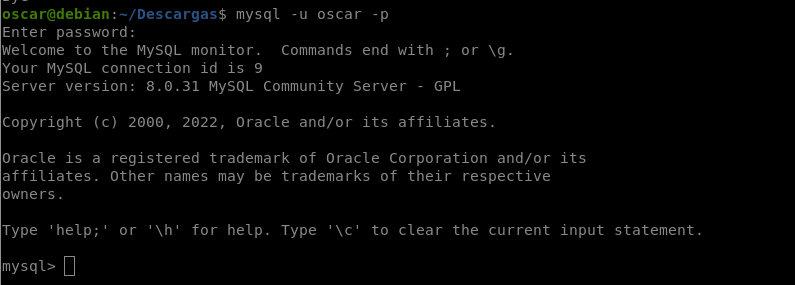 oscar@debian:~/Descargas$ mysql -u oscar -p
Enter password:
Welcome to the MySQL monitor.  Commands end with ; or \g.
Your MySQL connection id is 9
Server version: 8.0.31 MySQL Community Server - GPL

Copyright (c) 2000, 2022, Oracle and/or its affiliates.

Oracle is a registered trademark of Oracle Corporation and/or its
affiliates. Other names may be trademarks of their respective
owners.

Type 'help;' or '\h' for help. Type '\c' to clear the current input statement.

mysql>